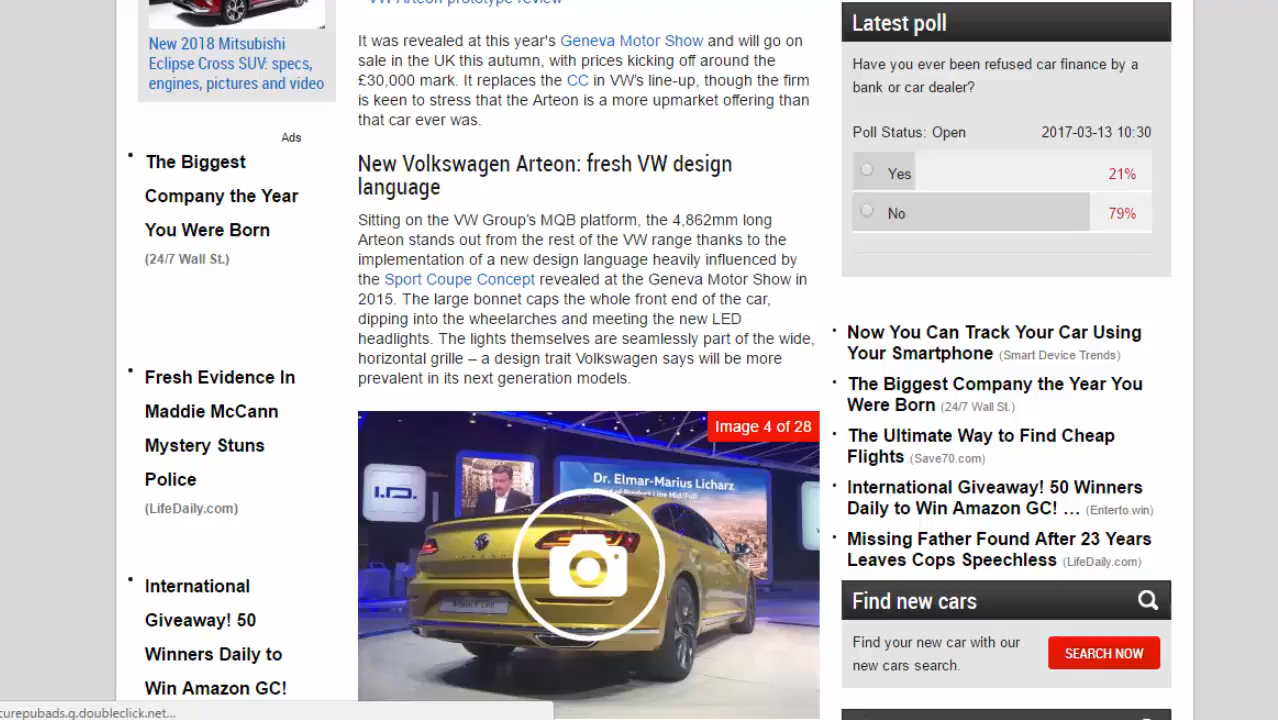 VW Arteon prototype review
New 2018 Mitsubishi
Eclipse Cross SUV: specs,
engines, pictures and video
Ads
The Biggest
Company the Year
You Were Born
(24/7 Wall St.)
Fresh Evidence In
Maddie McCann
Mystery Stuns
Police
(LifeDaily.com)
International
Giveaway! 50
Winners Daily to
Win Amazon GC!
It was revealed at this year's Geneva Motor Show and will go on
sale in the UK this autumn, with prices kicking off around the
£30,000 mark. It replaces the CC in VW's line-up, though the firm
is keen to stress that the Arteon is a more upmarket offering than
that car ever was.
New Volkswagen Arteon: fresh VW design
language
Sitting on the VW Group's MQB platform, the 4,862mm long
Arteon stands out from the rest of the VW range thanks to the
implementation of a new design language heavily influenced by
the Sport Coupe Concept revealed at the Geneva Motor Show in
2015. The large bonnet caps the whole front end of the car,
dipping into the wheelarches and meeting the new LED
headlights. The lights themselves are seamlessly part of the wide,
horizontal grille – a design trait Volkswagen says will be more
prevalent in its next generation models.
Image 4 of 28
I.D.
Dr. Elmar-Marius Licharz
Latest poll
Have you ever been refused car finance by a
bank or car dealer?
Poll Status: Open 2017-03-13 10:30
Yes 21%
No 79%
Now You Can Track Your Car Using
Your Smartphone (Smart Device Trends)
The Biggest Company the Year You
Were Born (24/7 Wall St.)
The Ultimate Way to Find Cheap
Flights (Save70.com)
International Giveaway! 50 Winners
Daily to Win Amazon GC! … (Enterto.win)
Missing Father Found After 23 Years
Leaves Cops Speechless (LifeDaily.com)
Find new cars
Find your new car with our
new cars search.
SEARCH NOW
curepubads.g.doubleclick.net...